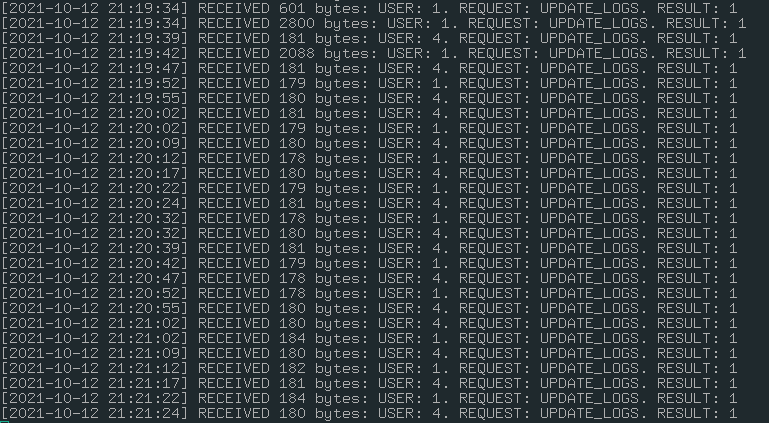 [2021-10-12 21:19:34] RECEIVED 601 bytes: USER: 1. REQUEST: UPDATE_LOGS. RESULT: 1
[2021-10-12 21:19:34] RECEIVED 2800 bytes: USER: 1. REQUEST: UPDATE_LOGS. RESULT: 1
[2021-10-12 21:19:39] RECEIVED 181 bytes: USER: 4. REQUEST: UPDATE_LOGS. RESULT: 1
[2021-10-12 21:19:42] RECEIVED 2088 bytes: USER: 1. REQUEST: UPDATE_LOGS. RESULT: 1
[2021-10-12 21:19:47] RECEIVED 181 bytes: USER: 4. REQUEST: UPDATE_LOGS. RESULT: 1
[2021-10-12 21:19:52] RECEIVED 179 bytes: USER: 1. REQUEST: UPDATE_LOGS. RESULT: 1
[2021-10-12 21:19:55] RECEIVED 180 bytes: USER: 4. REQUEST: UPDATE_LOGS. RESULT: 1
[2021-10-12 21:20:02] RECEIVED 181 bytes: USER: 4. REQUEST: UPDATE_LOGS. RESULT: 1
[2021-10-12 21:20:02] RECEIVED 179 bytes: USER: 1. REQUEST: UPDATE_LOGS. RESULT: 1
[2021-10-12 21:20:09] RECEIVED 180 bytes: USER: 4. REQUEST: UPDATE_LOGS. RESULT: 1
[2021-10-12 21:20:12] RECEIVED 178 bytes: USER: 1. REQUEST: UPDATE_LOGS. RESULT: 1
[2021-10-12 21:20:17] RECEIVED 180 bytes: USER: 4. REQUEST: UPDATE_LOGS. RESULT: 1
[2021-10-12 21:20:22] RECEIVED 179 bytes: USER: 1. REQUEST: UPDATE_LOGS. RESULT: 1
[2021-10-12 21:20:24] RECEIVED 181 bytes: USER: 4. REQUEST: UPDATE_LOGS. RESULT: 1
[2021-10-12 21:20:32] RECEIVED 178 bytes: USER: 1. REQUEST: UPDATE_LOGS. RESULT: 1
[2021-10-12 21:20:32] RECEIVED 180 bytes: USER: 4. REQUEST: UPDATE_LOGS. RESULT: 1
[2021-10-12 21:20:39] RECEIVED 181 bytes: USER: 4. REQUEST: UPDATE_LOGS. RESULT: 1
[2021-10-12 21:20:42] RECEIVED 179 bytes: USER: 1. REQUEST: UPDATE_LOGS. RESULT: 1
[2021-10-12 21:20:47] RECEIVED 178 bytes: USER: 4. REQUEST: UPDATE_LOGS. RESULT: 1
[2021-10-12 21:20:52] RECEIVED 178 bytes: USER: 1. REQUEST: UPDATE_LOGS. RESULT: 1
[2021-10-12 21:20:55] RECEIVED 180 bytes: USER: 4. REQUEST: UPDATE_LOGS. RESULT: 1
[2021-10-12 21:21:02] RECEIVED 180 bytes: USER: 4. REQUEST: UPDATE_LOGS. RESULT: 1
[2021-10-12 21:21:02] RECEIVED 184 bytes: USER: 1. REQUEST: UPDATE_LOGS. RESULT: 1
[2021-10-12 21:21:09] RECEIVED 180 bytes: USER: 4. REQUEST: UPDATE_LOGS. RESULT: 1
[2021-10-12 21:21:12] RECEIVED 182 bytes: USER: 1. REQUEST: UPDATE_LOGS. RESULT: 1
[2021-10-12 21:21:17] RECEIVED 181 bytes: USER: 4. REQUEST: UPDATE_LOGS. RESULT: 1
[2021-10-12 21:21:22] RECEIVED 184 bytes: USER: 1. REQUEST: UPDATE_LOGS. RESULT: 1
[2021-10-12 21:21:24] RECEIVED 180 bytes: USER: 4. REQUEST: UPDATE_LOGS. RESULT: 1